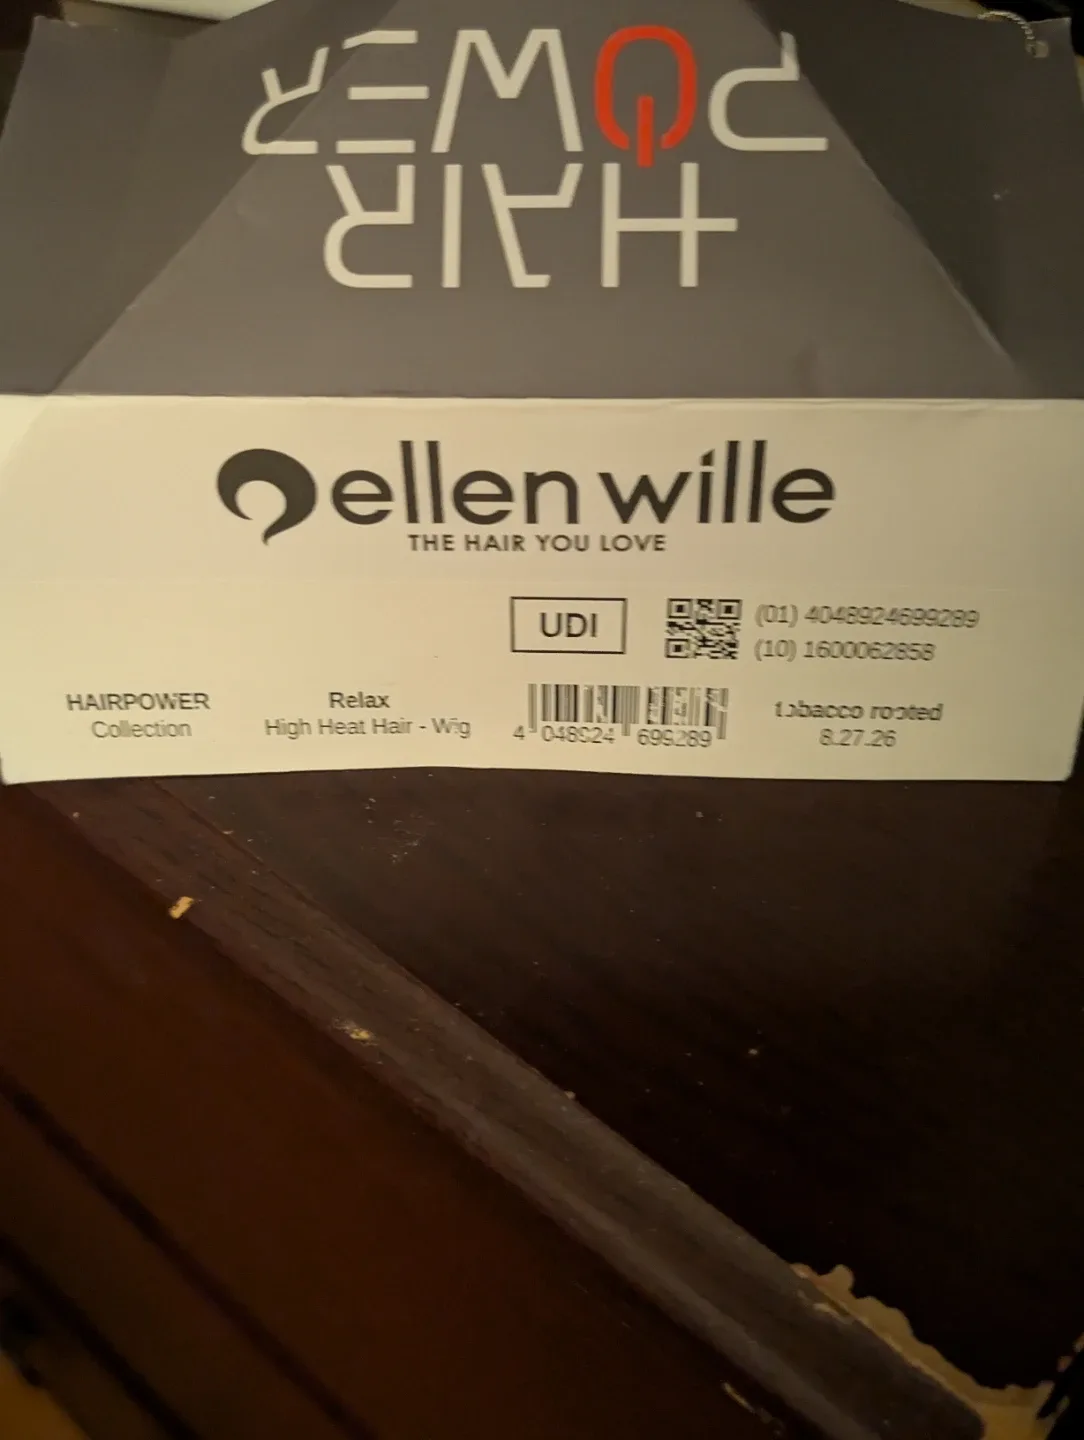 HAIR
POWER
ellen wille
THE HAIR YOU LOVE
UDI
(01) 4048924699289
(10) 1600062858
HAIRPOWER
Collection
Relax
High Heat Hair - Wig
4 048924 699289
tobacco rooted
8.27.26